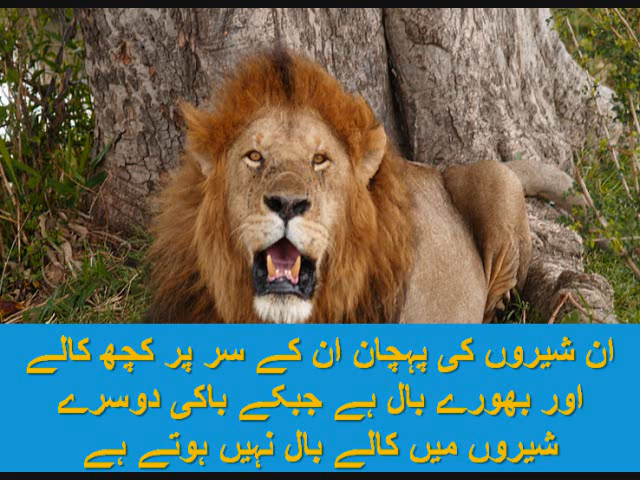 ان شیروں کی پہچان ان کے سر پر کچھ کالے
اور بھورے بال ہے جبکے باکی دوسرے
شیروں میں کالے بال نہیں ہوتے ہے